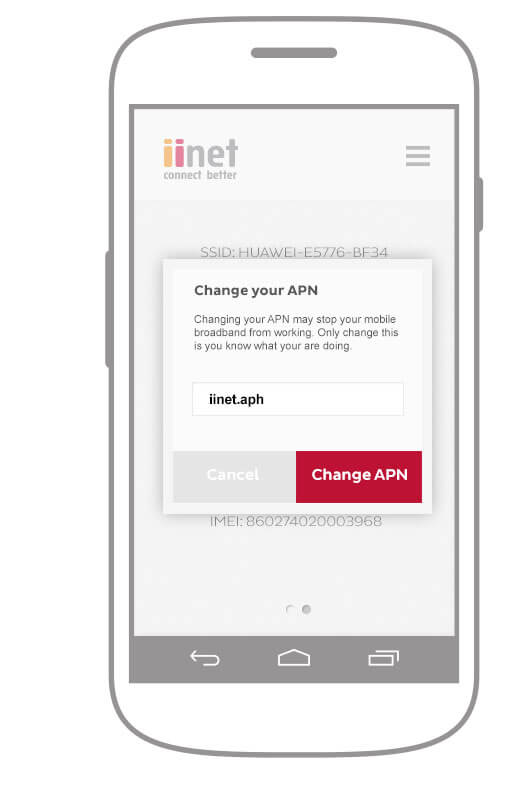 iinet
connect better
SSID: HUAWEI-E5776-BF34
Change your APN
Changing your APN may stop your mobile
broadband from working. Only change this
is you know what your are doing.
iinet.aph
Cancel
Change APN
IMEI: 860274020003968